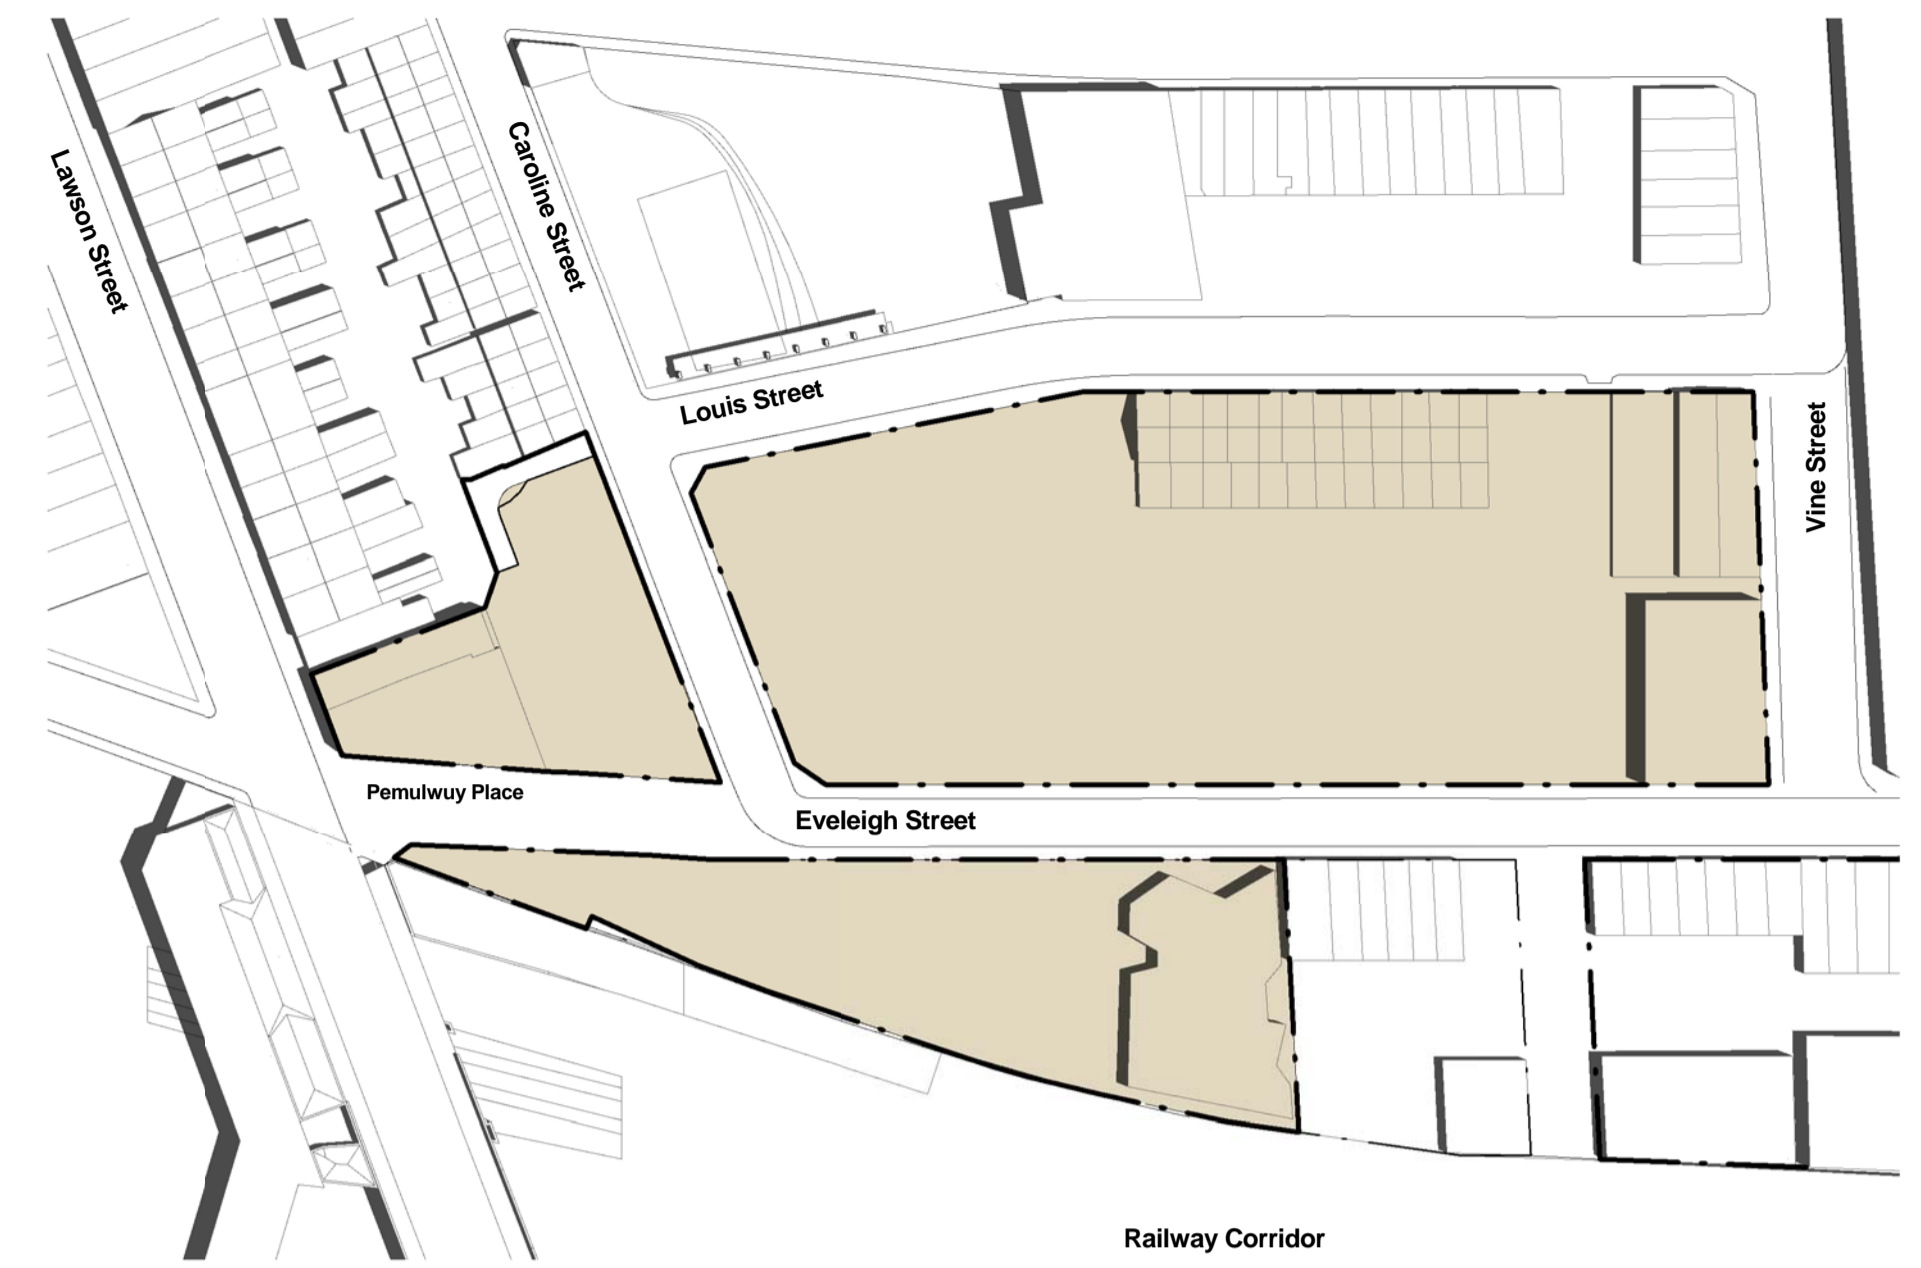 Lawson Street
Caroline Street
Louis Street
Vine Street
Pemulwuy Place
Eveleigh Street
Railway Corridor